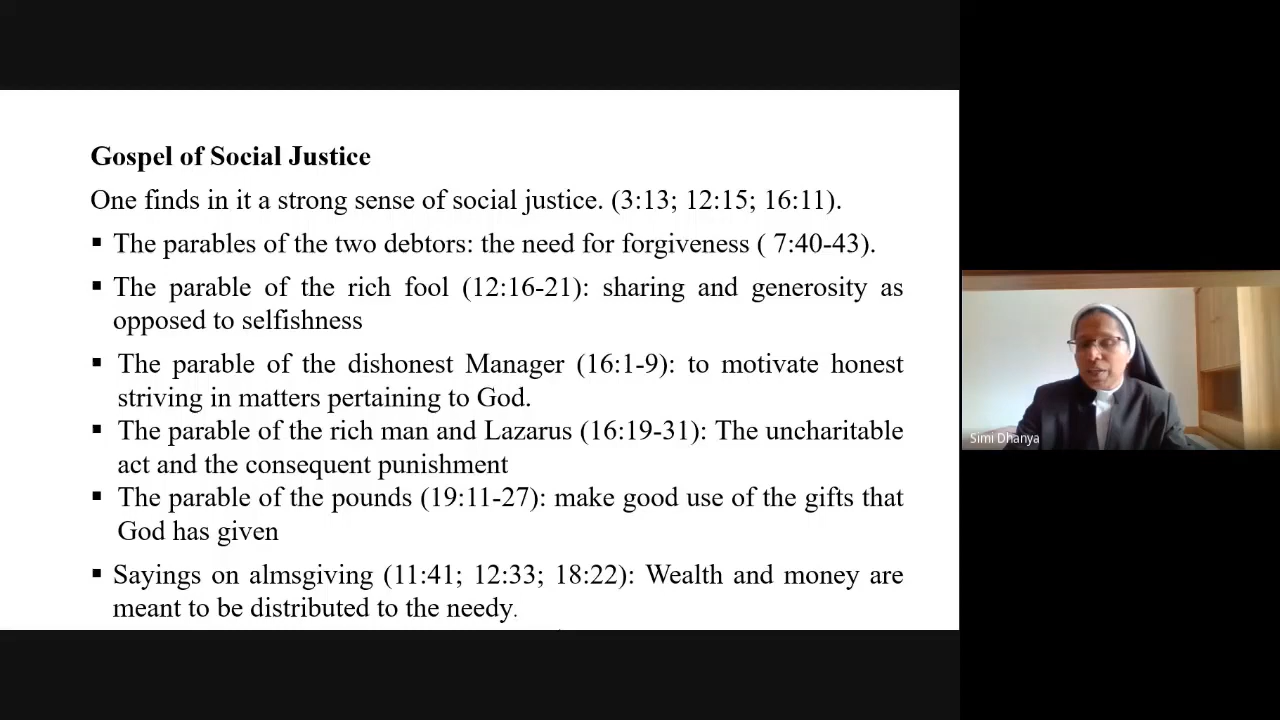 Gospel of Social Justice
One finds in it a strong sense of social justice. (3:13; 12:15; 16:11).
▪ The parables of the two debtors: the need for forgiveness ( 7:40-43).
▪ The parable of the rich fool (12:16-21): sharing and generosity as
opposed to selfishness
▪ The parable of the dishonest Manager (16:1-9): to motivate honest
striving in matters pertaining to God.
▪ The parable of the rich man and Lazarus (16:19-31): The uncharitable
act and the consequent punishment
▪ The parable of the pounds (19:11-27): make good use of the gifts that
God has given
▪ Sayings on almsgiving (11:41; 12:33; 18:22): Wealth and money are
meant to be distributed to the needy.
Simi Dhanya